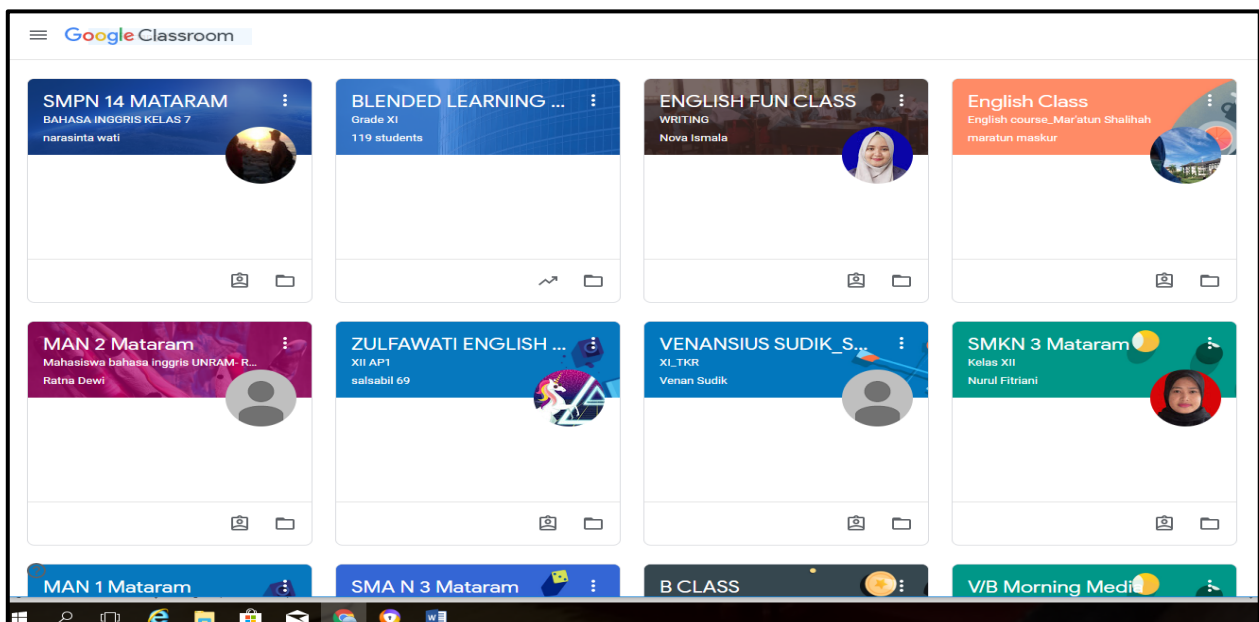 Google Classroom
SMPN 14 MATARAM
BAHASA INGGRIS KELAS 7
narasinta wati
BLENDED LEARNING ...
Grade XI
119 students
ENGLISH FUN CLASS
WRITING
Nova Ismala
English Class
English course_Mar'atun Shalihah
maratun maskur
MAN 2 Mataram
Mahasiswa bahasa inggris UNRAM- R...
Ratna Dewi
ZULFAWATI ENGLISH ...
XII AP1
salsabil 69
VENANSIUS SUDIK_S...
XI_TKR
Venan Sudik
SMKN 3 Mataram
Kelas XII
Nurul Fitriani
MAN 1 Mataram
SMA N 3 Mataram
B CLASS
V/B Morning Medi